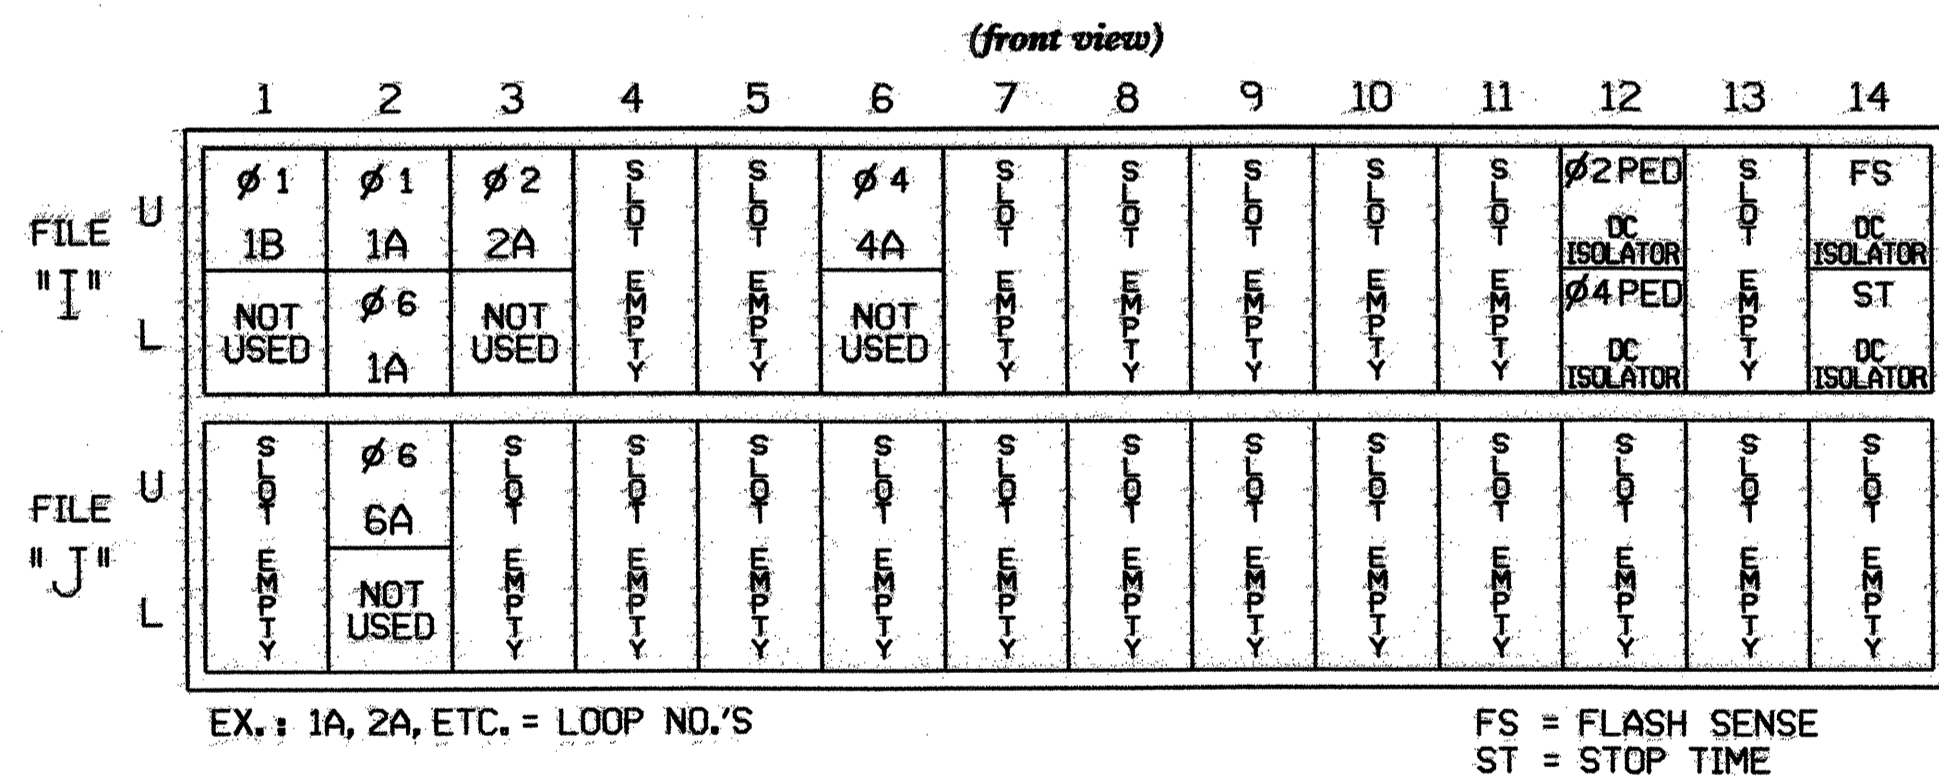 (front view)
1 2 3 4 5 6 7 8 9 10 11 12 13 14
FILE "I"
U
L
Ø 1 1B
NOT USED
Ø 1 1A
Ø 6 1A
Ø 2 2A
NOT USED
SLOT EMPTY
SLOT EMPTY
Ø 4 4A
NOT USED
SLOT EMPTY
SLOT EMPTY
SLOT EMPTY
SLOT EMPTY
SLOT EMPTY
Ø2PED DC ISOLATOR
Ø4PED DC ISOLATOR
SLOT EMPTY
FS DC ISOLATOR
ST DC ISOLATOR
FILE "J"
U
L
SLOT EMPTY
Ø 6 6A
NOT USED
SLOT EMPTY
SLOT EMPTY
SLOT EMPTY
SLOT EMPTY
SLOT EMPTY
SLOT EMPTY
SLOT EMPTY
SLOT EMPTY
SLOT EMPTY
SLOT EMPTY
SLOT EMPTY
SLOT EMPTY
EX.: 1A, 2A, ETC. = LOOP NO.'S
FS = FLASH SENSE
ST = STOP TIME